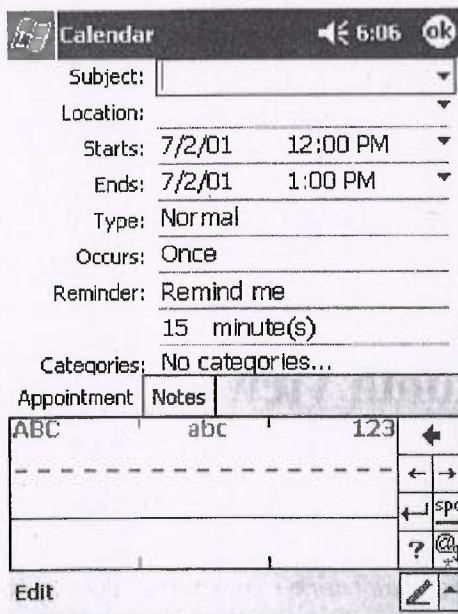 Calendar 6:06 ok
Subject:
Location:
Starts: 7/2/01 12:00 PM
Ends: 7/2/01 1:00 PM
Type: Normal
Occurs: Once
Reminder: Remind me
15 minute(s)
Categories: No categories...
Appointment Notes
ABC abc 123
spc
? @
Edit